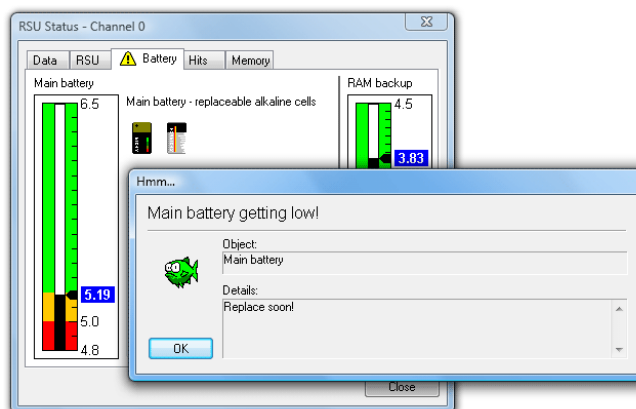 RSU Status - Channel 0
Data RSU Battery Hits Memory
Main battery
Main battery - replaceable alkaline cells
RAM backup
6.5
4.5
3.83
5.19
5.0
4.8
Hmm...
Main battery getting low!
Object:
Main battery
Details:
Replace soon!
OK
Close